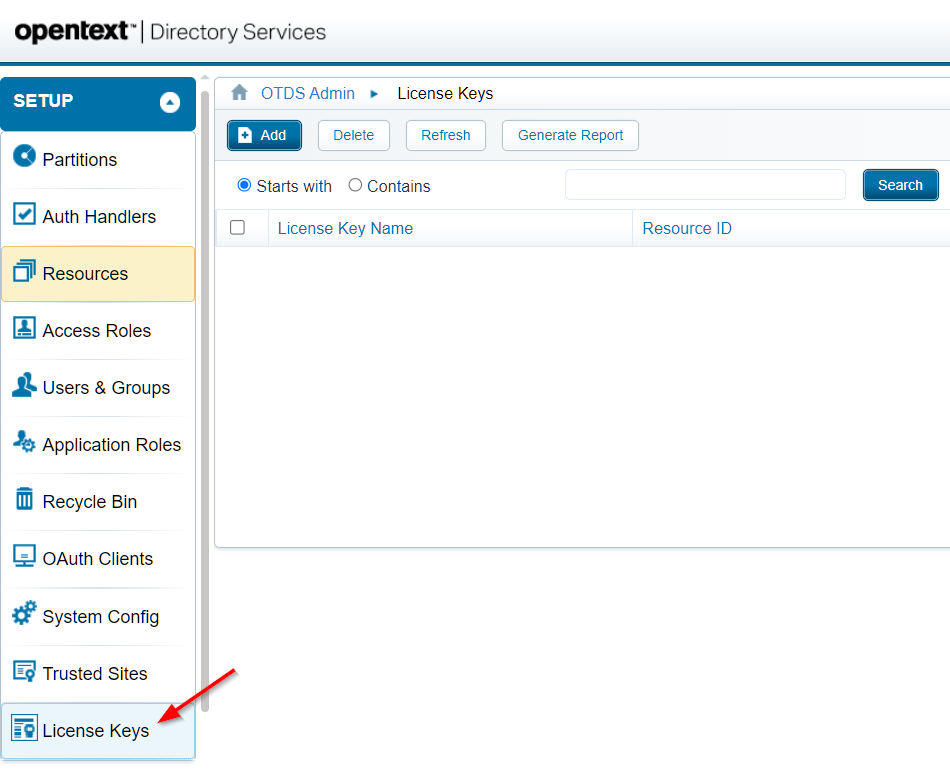 opentext™ | Directory Services
SETUP
Partitions
Auth Handlers
Resources
Access Roles
Users & Groups
Application Roles
Recycle Bin
OAuth Clients
System Config
Trusted Sites
License Keys
OTDS Admin ▸ License Keys
Add Delete Refresh Generate Report
Starts with Contains Search
License Key Name Resource ID